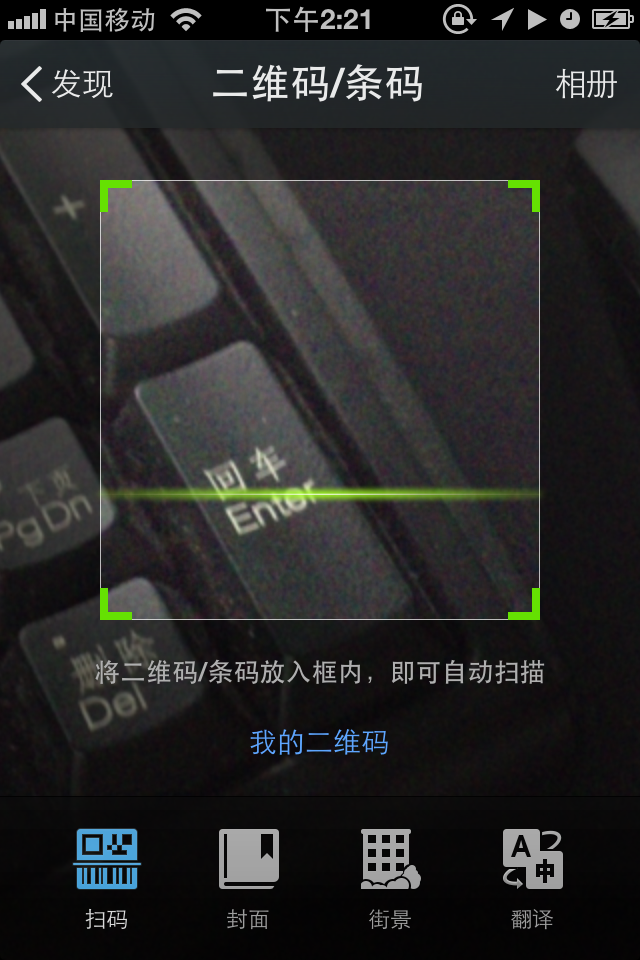 中国移动 下午2:21
发现 二维码/条码 相册
+
回车
Enter
下页
PgDn
删除
Del
将二维码/条码放入框内，即可自动扫描
我的二维码
扫码 封面 街景 翻译